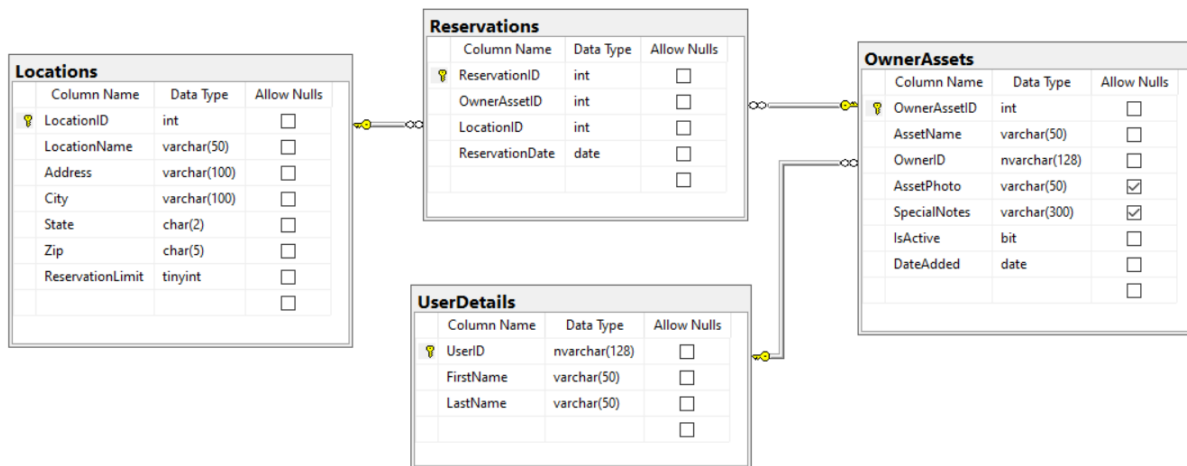 Locations
Column Name Data Type Allow Nulls
LocationID int
LocationName varchar(50)
Address varchar(100)
City varchar(100)
State char(2)
Zip char(5)
ReservationLimit tinyint
Reservations
Column Name Data Type Allow Nulls
ReservationID int
OwnerAssetID int
LocationID int
ReservationDate date
OwnerAssets
Column Name Data Type Allow Nulls
OwnerAssetID int
AssetName varchar(50)
OwnerID nvarchar(128)
AssetPhoto varchar(50)
SpecialNotes varchar(300)
IsActive bit
DateAdded date
UserDetails
Column Name Data Type Allow Nulls
UserID nvarchar(128)
FirstName varchar(50)
LastName varchar(50)